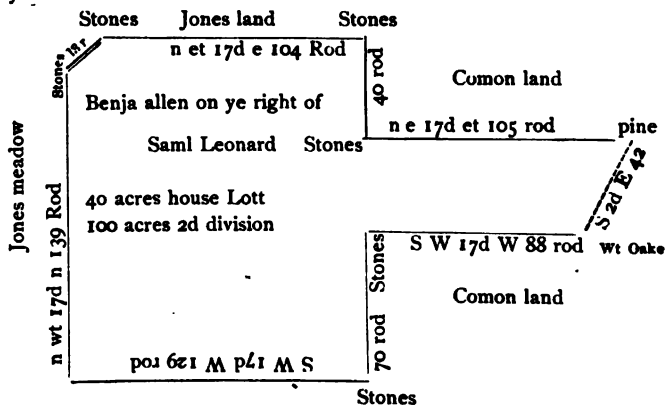 Stones Jones land Stones
18 r
Stones
n et 17d e 104 Rod
40 rod
Comon land
Benja allen on ye right of
n e 17d et 105 rod pine
Saml Leonard Stones
Jones meadow
n wt 17d n 139 Rod
40 acres house Lott
100 acres 2d division
S 2d E 42
S W 17d W 88 rod Wt Oake
Stones
Comon land
70 rod
S W 17d W 129 rod
Stones